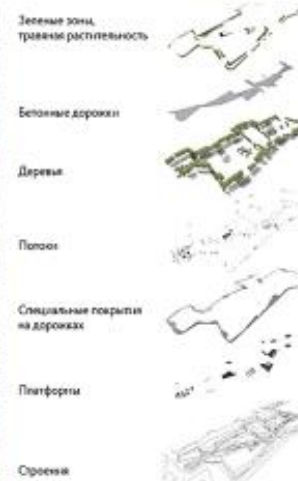 Зеленые зоны,
травяная растительность
Бетонные дорожки
Деревья
Потоки
Специальные покрытия
на дорожках
Платформы
Строения